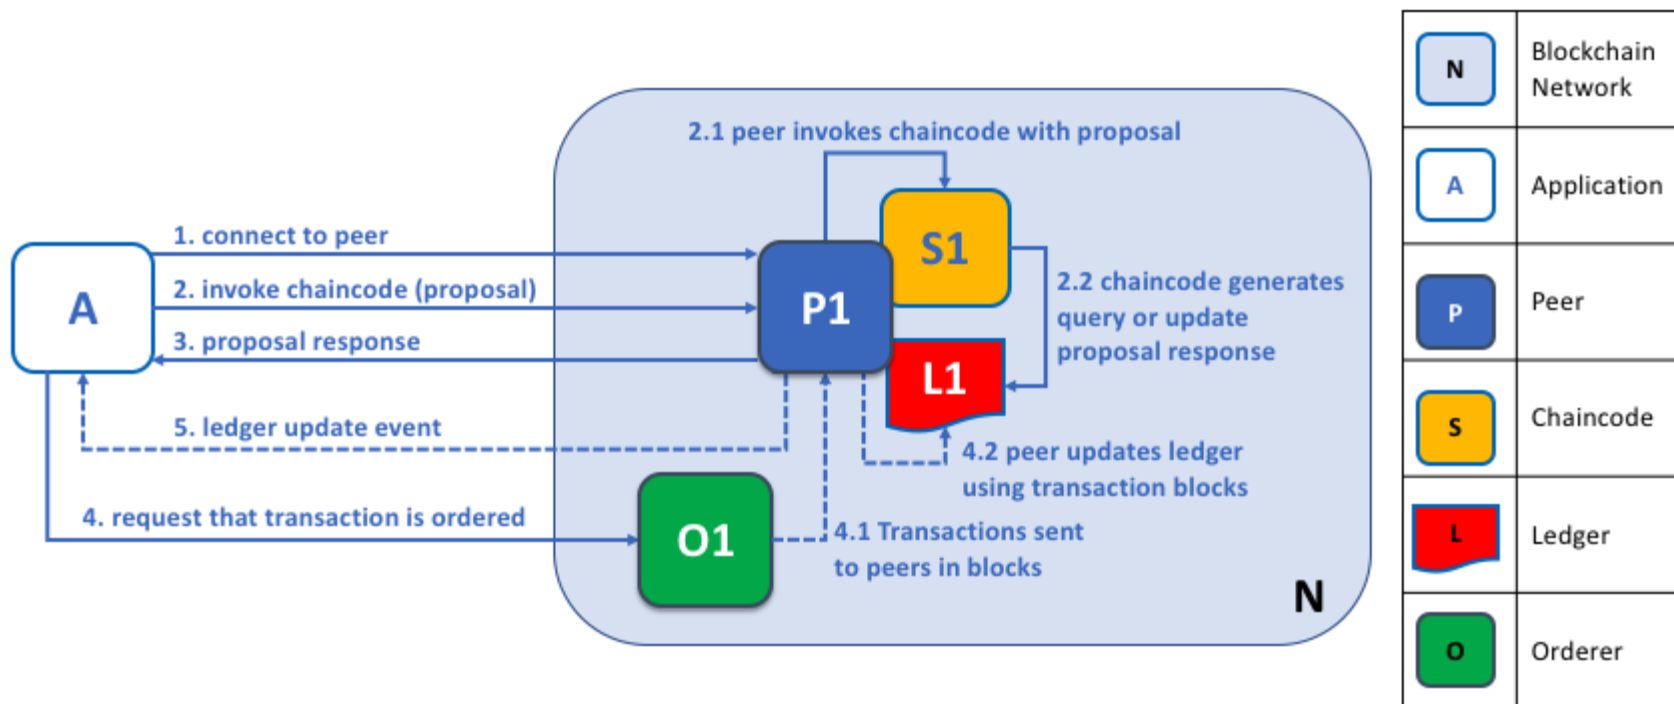 2.1 peer invokes chaincode with proposal
1. connect to peer
2. invoke chaincode (proposal)
3. proposal response
A
P1
S1
2.2 chaincode generates
query or update
proposal response
L1
5. ledger update event
4.2 peer updates ledger
using transaction blocks
4. request that transaction is ordered
O1
4.1 Transactions sent
to peers in blocks
N
N
Blockchain
Network
A
Application
P
Peer
S
Chaincode
L
Ledger
O
Orderer